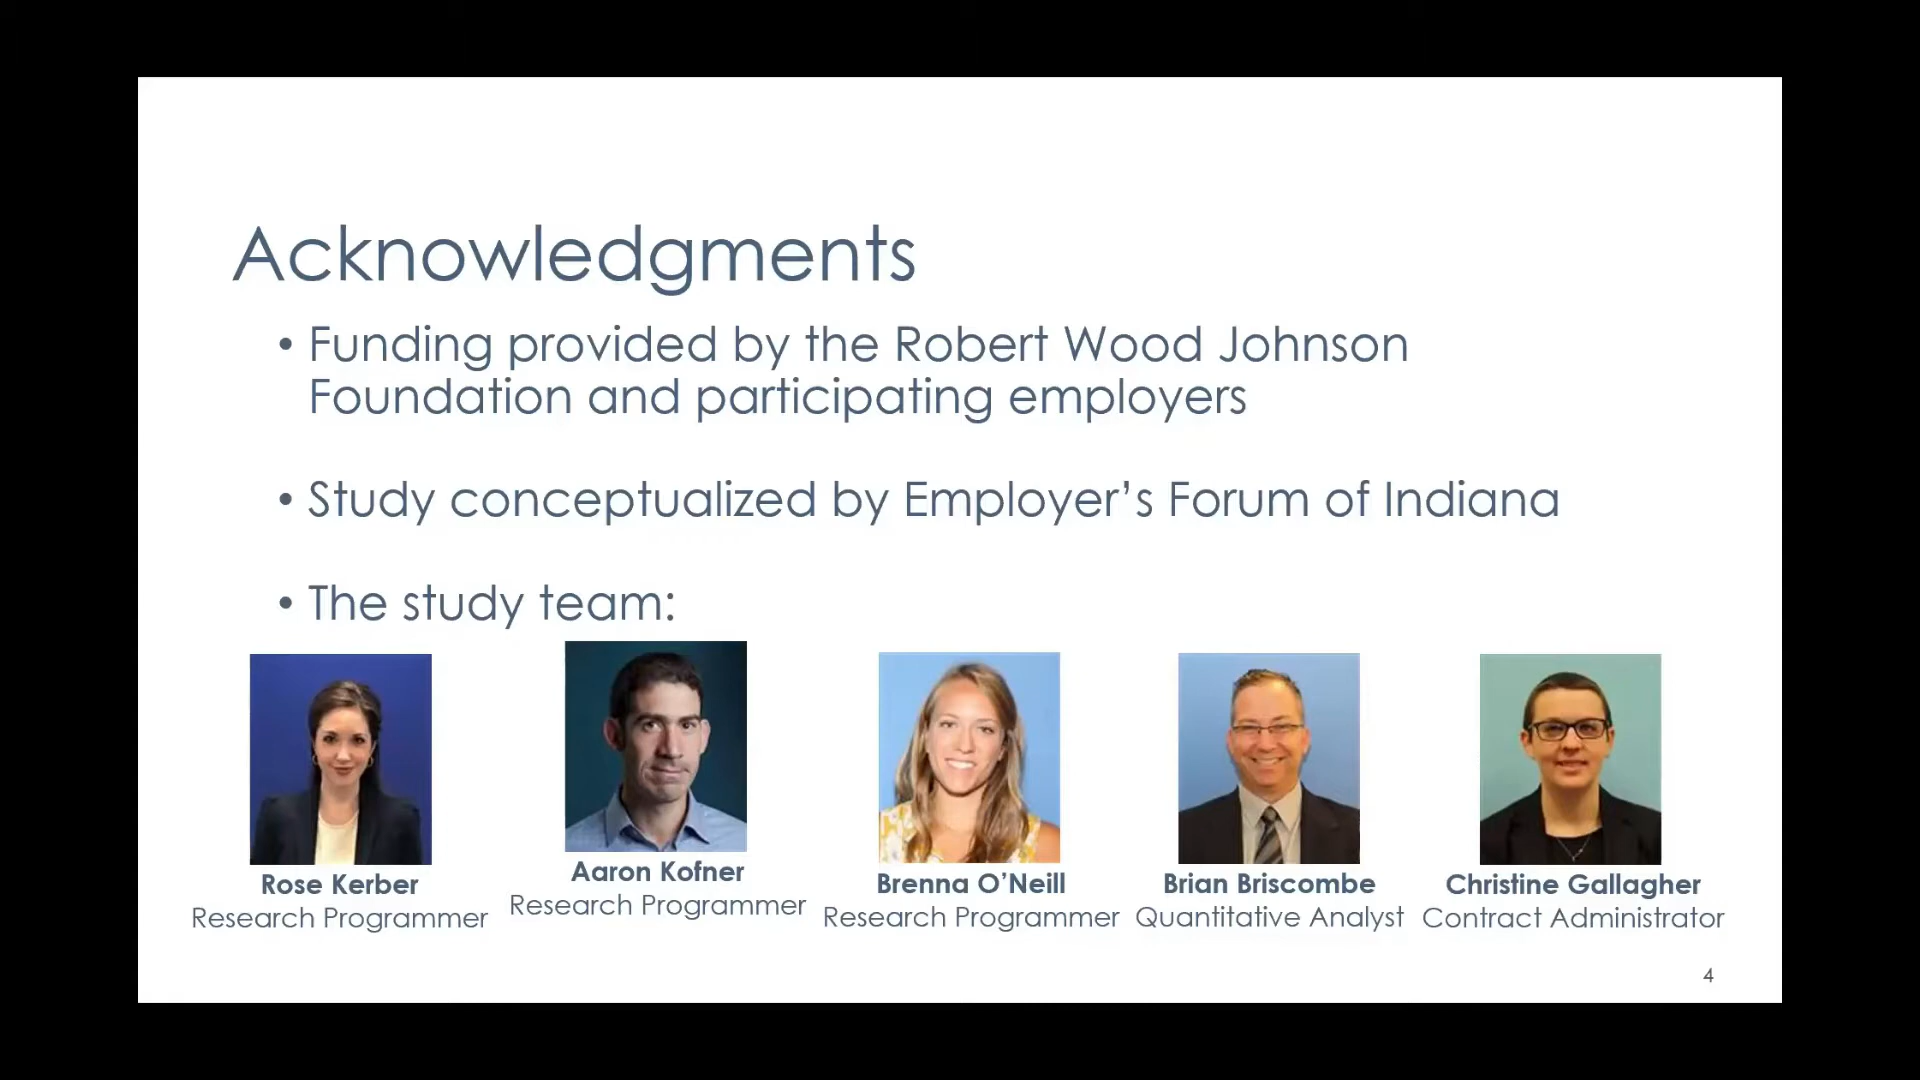 Acknowledgments
• Funding provided by the Robert Wood Johnson
Foundation and participating employers
• Study conceptualized by Employer’s Forum of Indiana
• The study team:
Rose Kerber
Research Programmer
Aaron Kofner
Research Programmer
Brenna O’Neill
Research Programmer
Brian Briscombe
Quantitative Analyst
Christine Gallagher
Contract Administrator
4